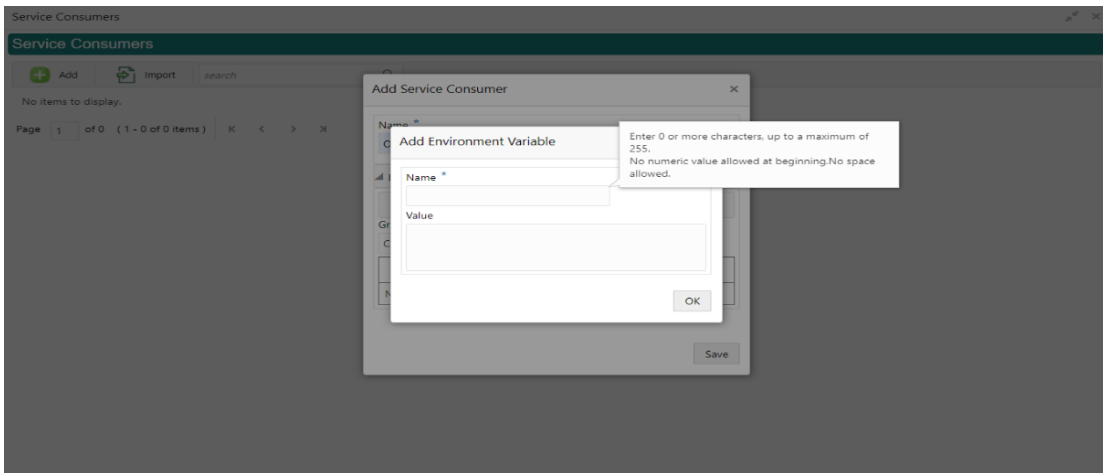 Service Consumers
Service Consumers
Add Import search
No items to display.
Page 1 of 0 (1 - 0 of 0 items)
Add Service Consumer
Name *
Add Environment Variable
Enter 0 or more characters, up to a maximum of
255.
No numeric value allowed at beginning.No space
allowed.
Name *
Value
Gr
OK
Save